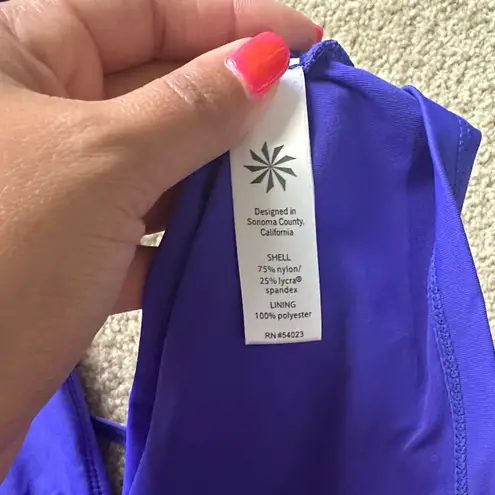 Designed in
Sonoma County,
California
SHELL
75% nylon/
25% lycra®
spandex
LINING
100% polyester
RN#54023